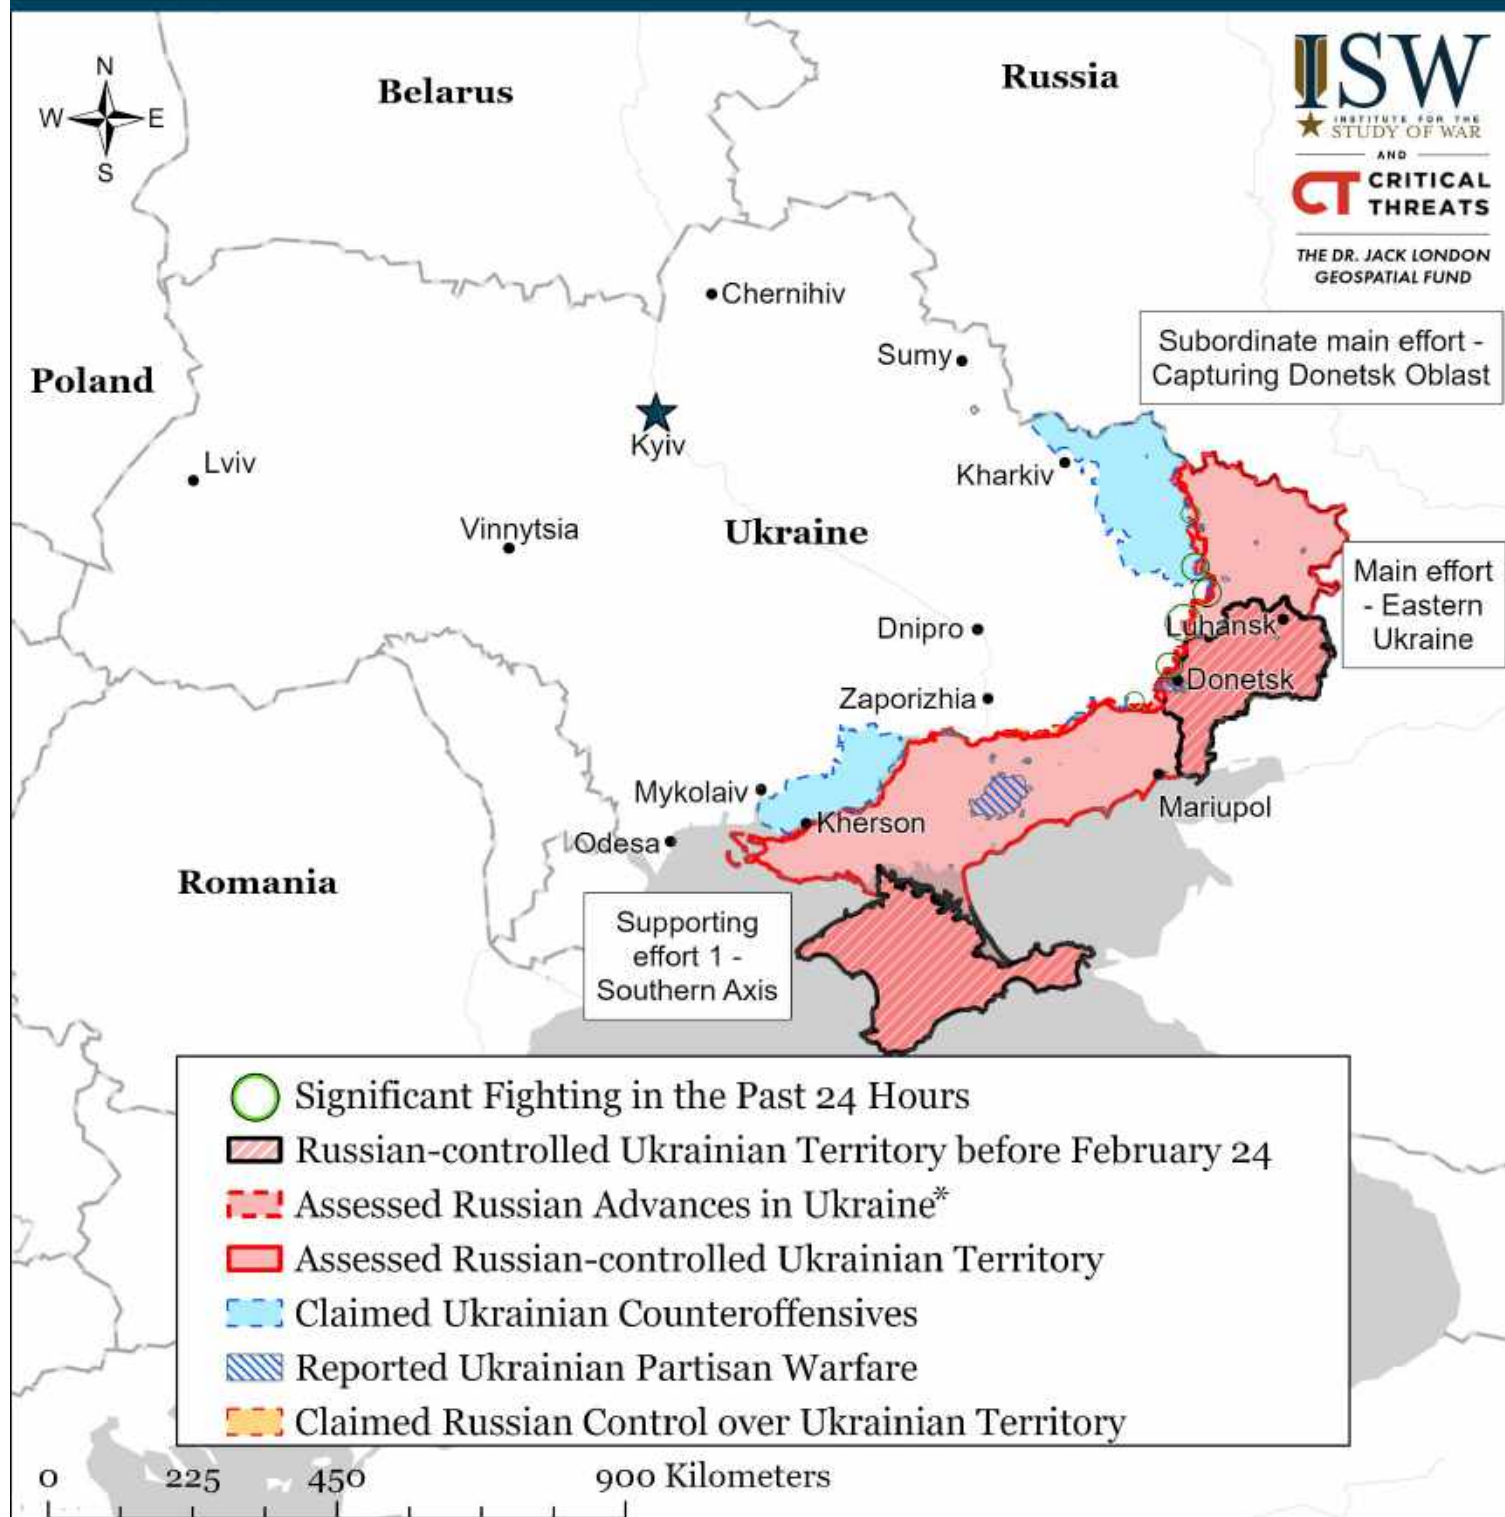 N
W E
S
Belarus
Russia
ISW
INSTITUTE FOR THE
STUDY OF WAR
AND
CT CRITICAL
THREATS
THE DR. JACK LONDON
GEOSPATIAL FUND
Chernihiv
Subordinate main effort -
Capturing Donetsk Oblast
Sumy
Poland
Kyiv
Lviv
Kharkiv
Vinnytsia
Ukraine
Main effort
- Eastern
Ukraine
Dnipro
Luhansk
Donetsk
Zaporizhia
Mykolaiv
Mariupol
Kherson
Odesa
Romania
Supporting
effort 1 -
Southern Axis
Significant Fighting in the Past 24 Hours
Russian-controlled Ukrainian Territory before February 24
Assessed Russian Advances in Ukraine*
Assessed Russian-controlled Ukrainian Territory
Claimed Ukrainian Counteroffensives
Reported Ukrainian Partisan Warfare
Claimed Russian Control over Ukrainian Territory
0 225 450 900 Kilometers